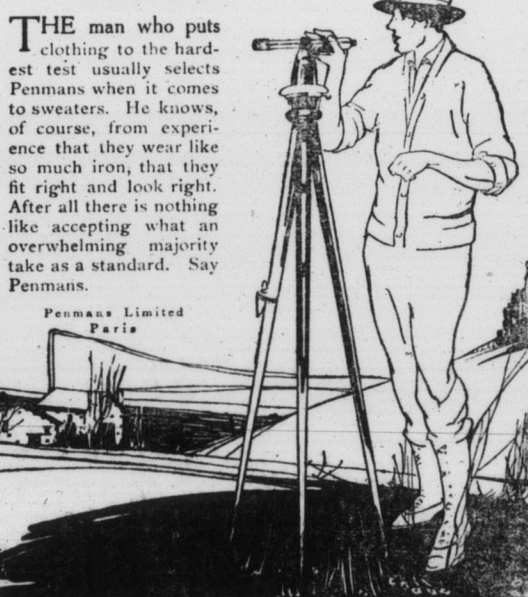 THE man who puts
clothing to the hard-
est test usually selects
Penmans when it comes
to sweaters. He knows,
of course, from experi-
ence that they wear like
so much iron, that they
fit right and look right.
After all there is nothing
like accepting what an
overwhelming majority
take as a standard. Say
Penmans.
Penmans Limited
Paris